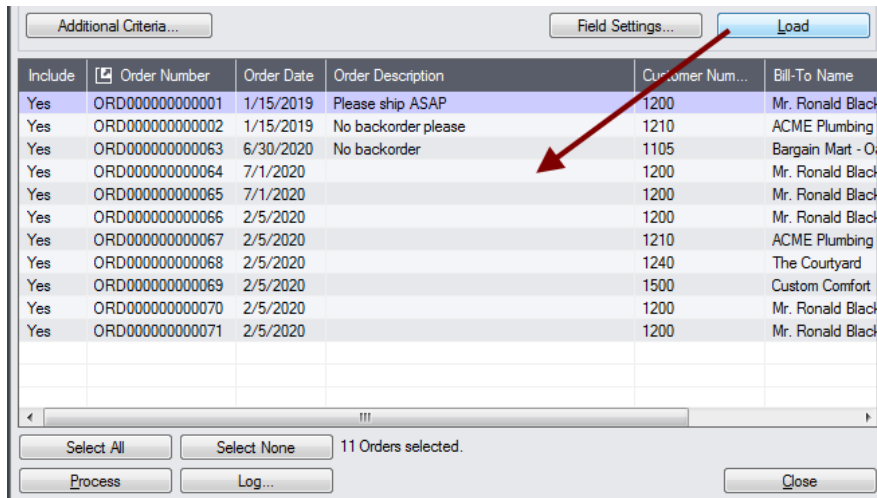 Additional Criteria... Field Settings... Load
Include Order Number Order Date Order Description Customer Num... Bill-To Name
Yes ORD000000000001 1/15/2019 Please ship ASAP 1200 Mr. Ronald Black
Yes ORD000000000002 1/15/2019 No backorder please 1210 ACME Plumbing
Yes ORD000000000063 6/30/2020 No backorder 1105 Bargain Mart - Oa
Yes ORD000000000064 7/1/2020 1200 Mr. Ronald Black
Yes ORD000000000065 7/1/2020 1200 Mr. Ronald Black
Yes ORD000000000066 2/5/2020 1200 Mr. Ronald Black
Yes ORD000000000067 2/5/2020 1210 ACME Plumbing
Yes ORD000000000068 2/5/2020 1240 The Courtyard
Yes ORD000000000069 2/5/2020 1500 Custom Comfort
Yes ORD000000000070 2/5/2020 1200 Mr. Ronald Black
Yes ORD000000000071 2/5/2020 1200 Mr. Ronald Black
Select All Select None 11 Orders selected.
Process Log... Close